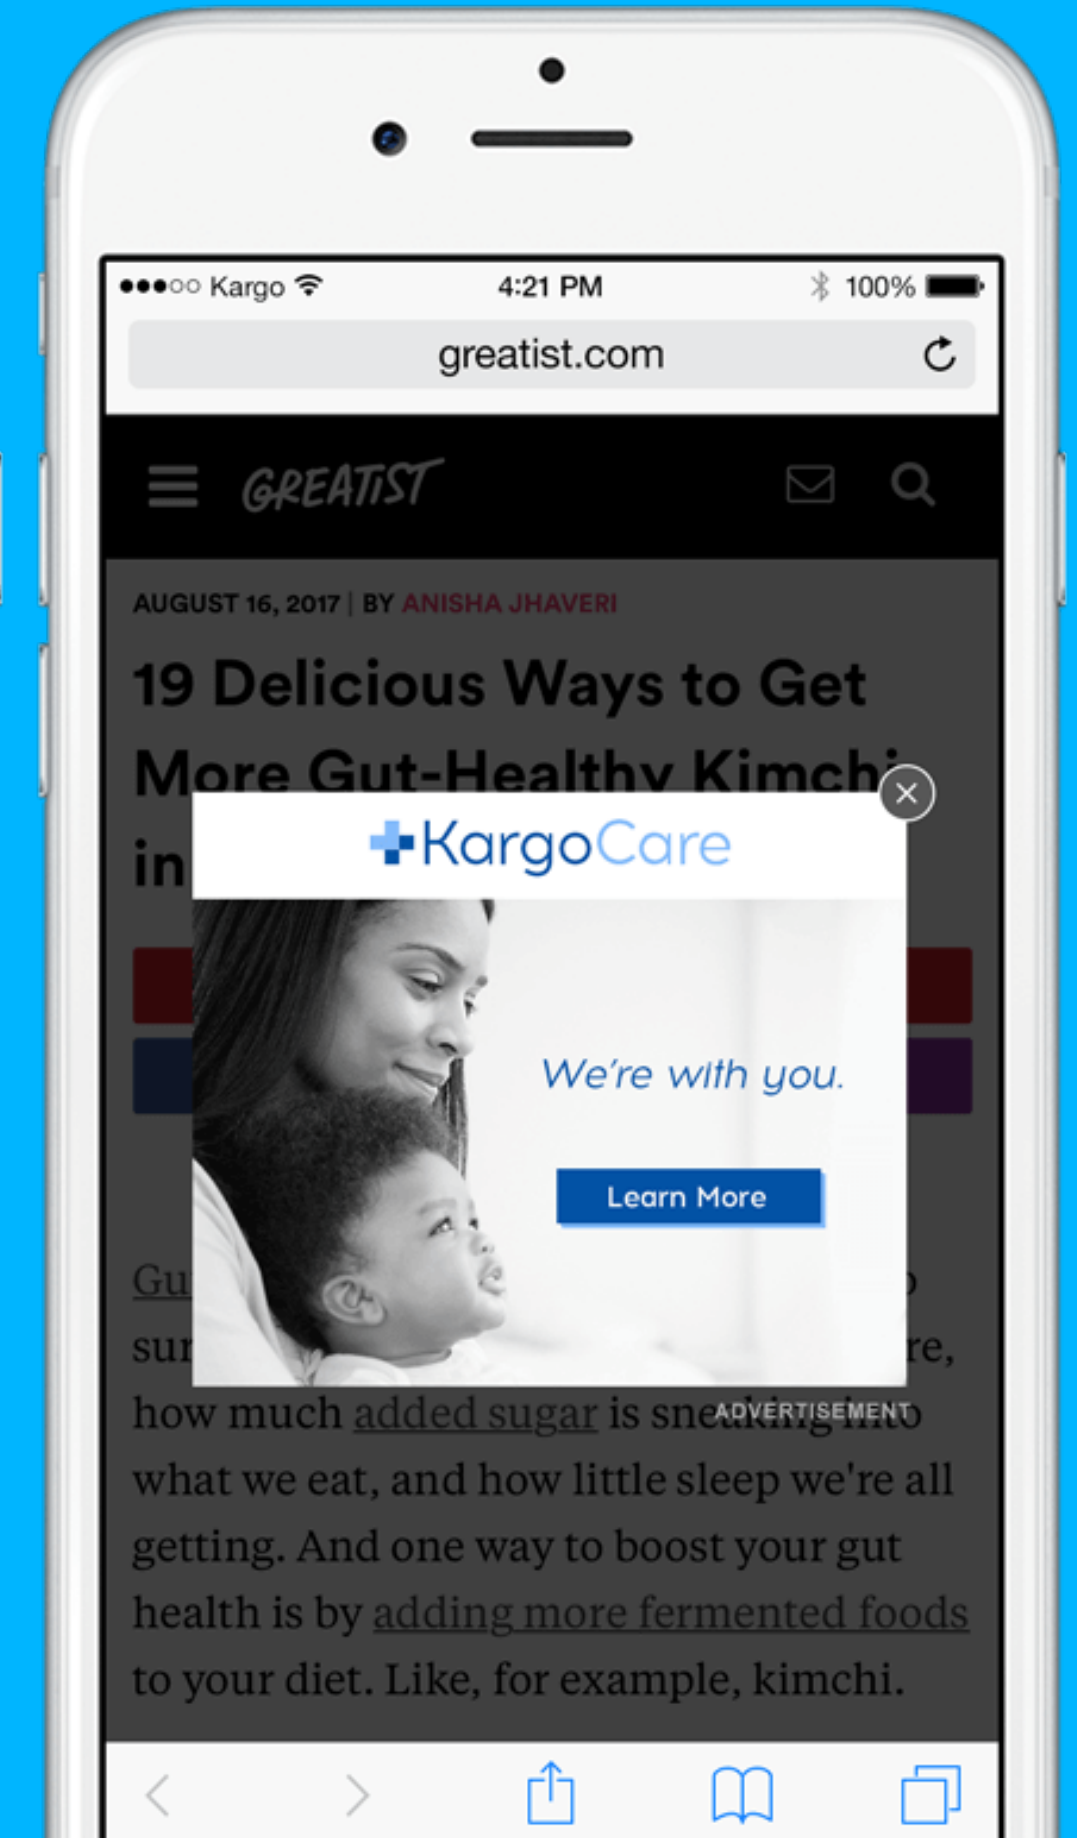 Kargo 4:21 PM 100%
greatist.com
GREATIST
AUGUST 16, 2017 | BY ANISHA JHAVERI
19 Delicious Ways to Get
More Gut-Healthy Kimchi
in
KargoCare
We're with you.
Learn More
ADVERTISEMENT
how much added sugar is sneaking into
what we eat, and how little sleep we're all
getting. And one way to boost your gut
health is by adding more fermented foods
to your diet. Like, for example, kimchi.